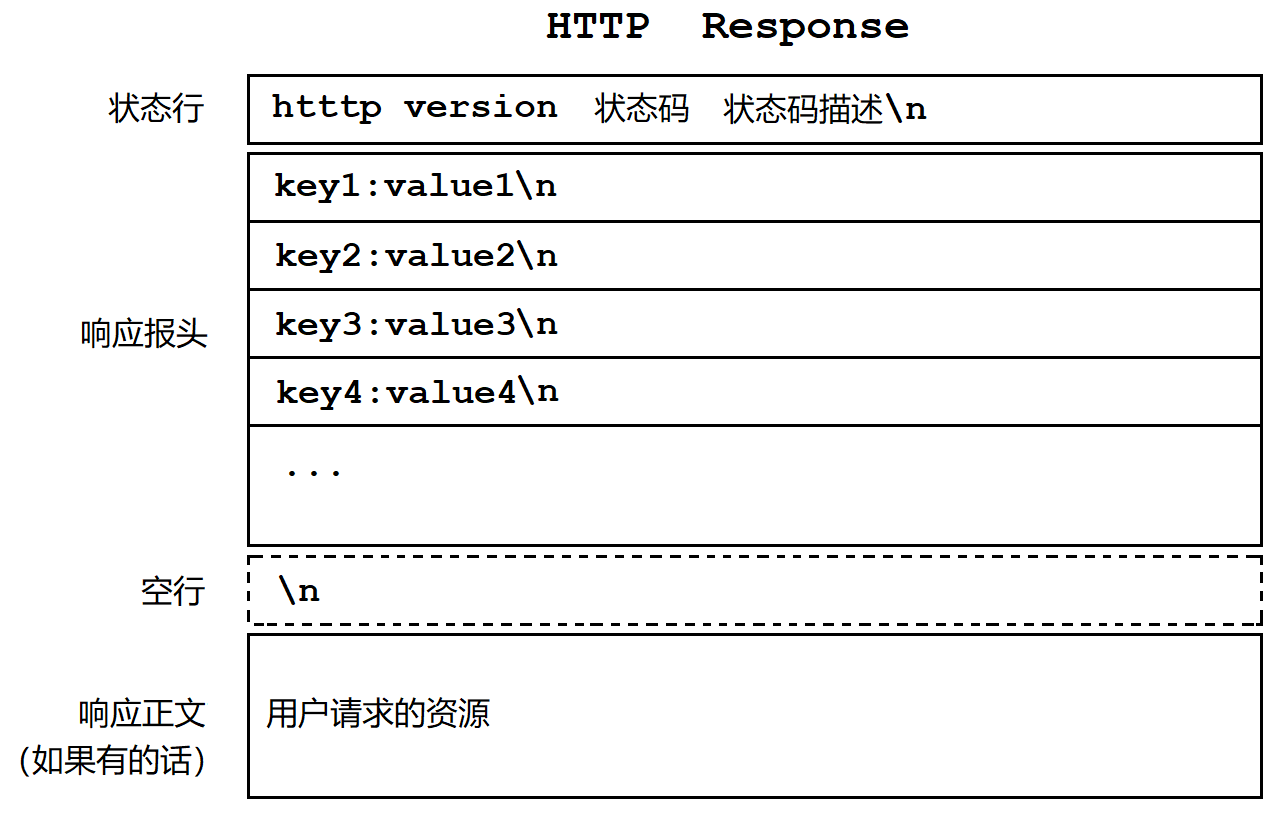 HTTP Response
状态行
htttp version 状态码 状态码描述\n
key1:value1\n
key2:value2\n
响应报头
key3:value3\n
key4:value4\n
...
空行
\n
响应正文
(如果有的话)
用户请求的资源